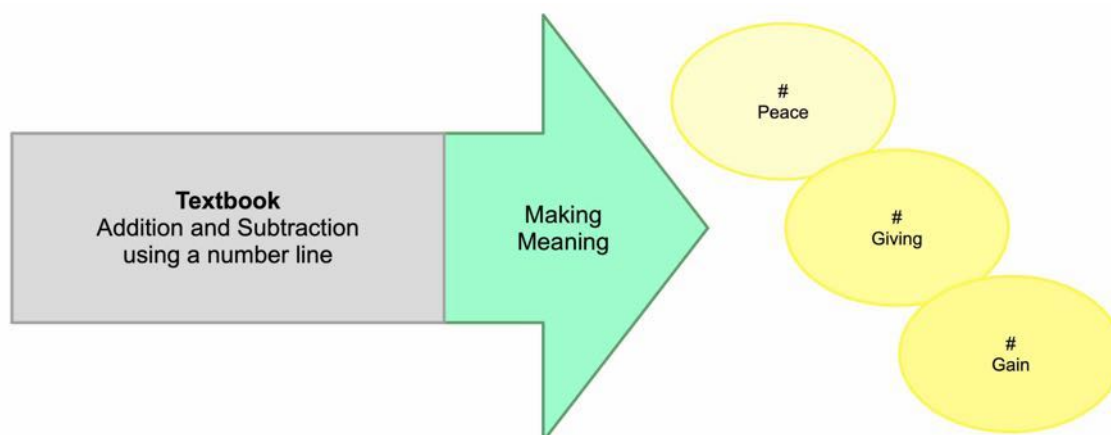 Textbook
Addition and Subtraction
using a number line
Making
Meaning
#
Peace
#
Giving
#
Gain